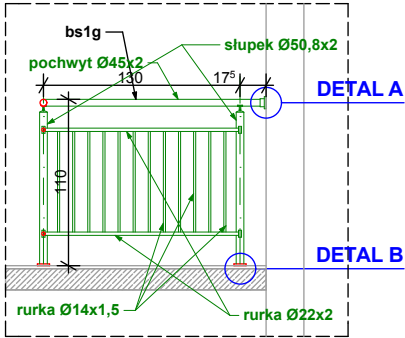 bs1g
słupek Ø50,8x2
pochwyt Ø45x2
130
17⁵
DETAL A
110
DETAL B
rurka Ø14x1,5
rurka Ø22x2